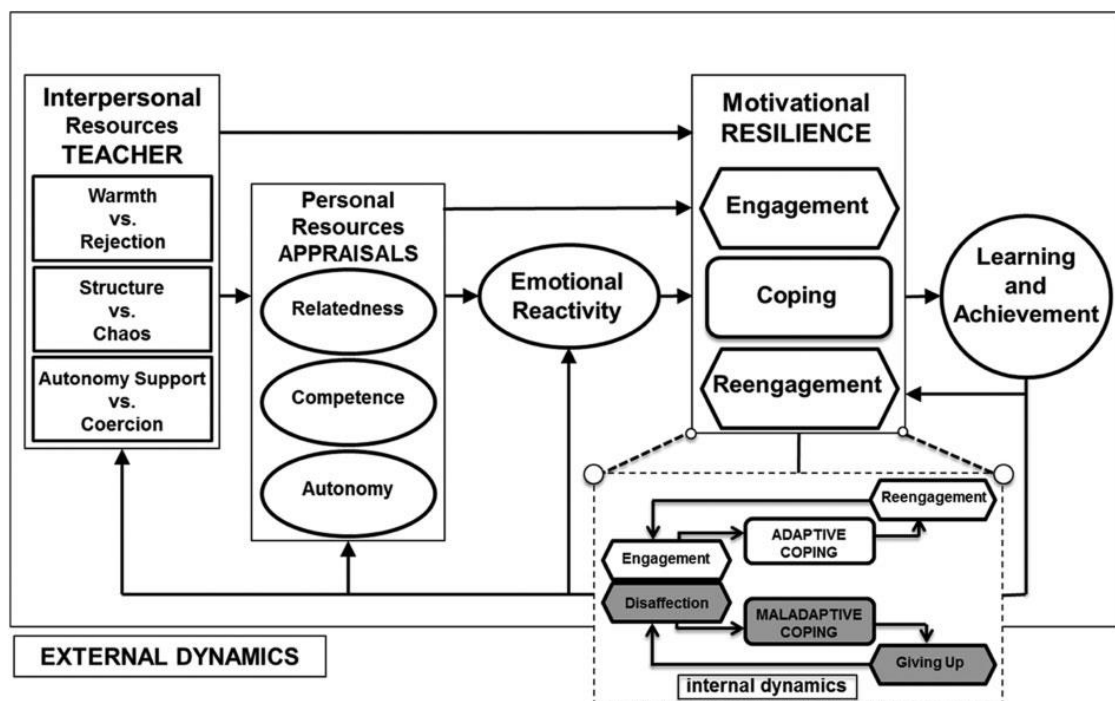 Interpersonal
Resources
TEACHER
Warmth
vs.
Rejection
Structure
vs.
Chaos
Autonomy Support
vs.
Coercion
Personal
Resources
APPRAISALS
Relatedness
Competence
Autonomy
Emotional
Reactivity
Motivational
RESILIENCE
Engagement
Coping
Reengagement
Learning
and
Achievement
Reengagement
ADAPTIVE
COPING
Engagement
Disaffection
MALADAPTIVE
COPING
Giving Up
internal dynamics
EXTERNAL DYNAMICS